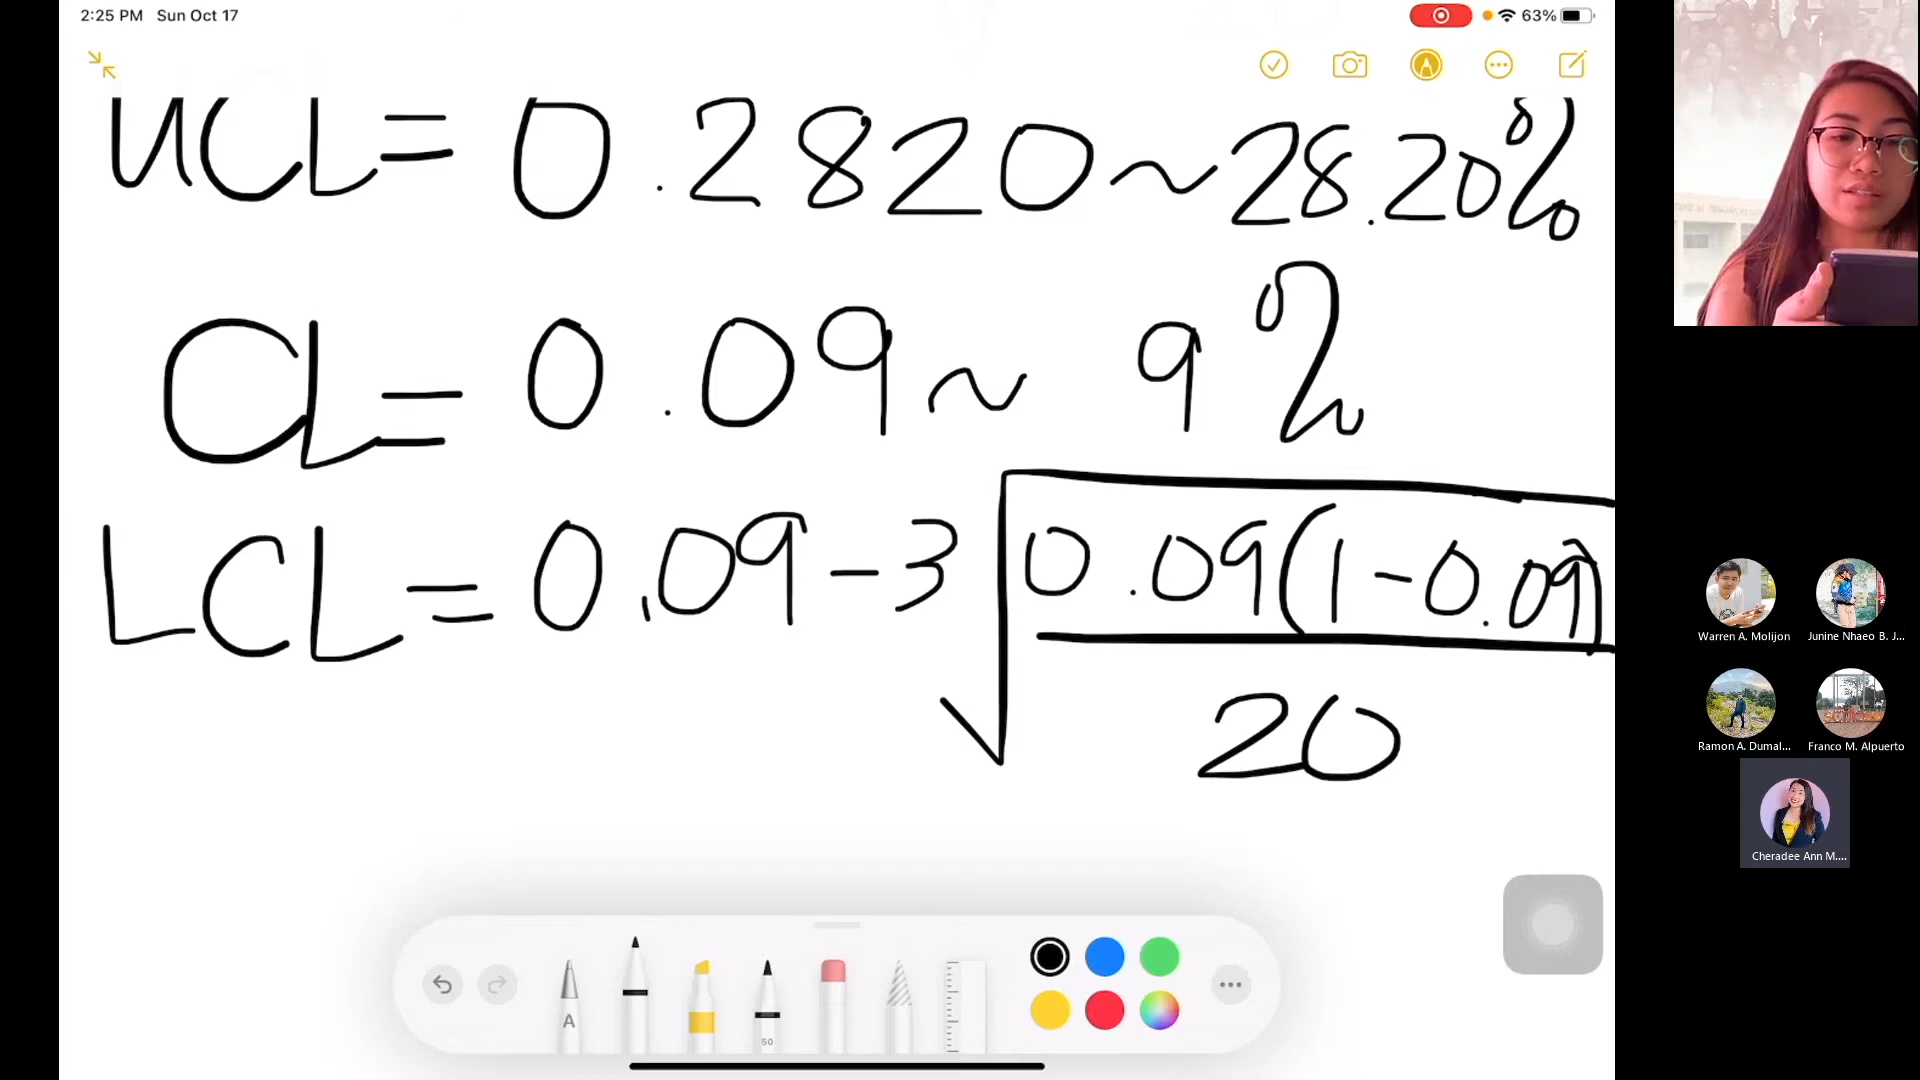 2:25 PM Sun Oct 17
63%
UCL= 0.2820~28.20%
CL= 0.09~ 9%
LCL=0.09-3√0.09(1-0.09)
20
A
50
Warren A. Molijon
Junine Nhaeo B. J...
Ramon A. Dumal...
Franco M. Alpuerto
Cheradee Ann M....